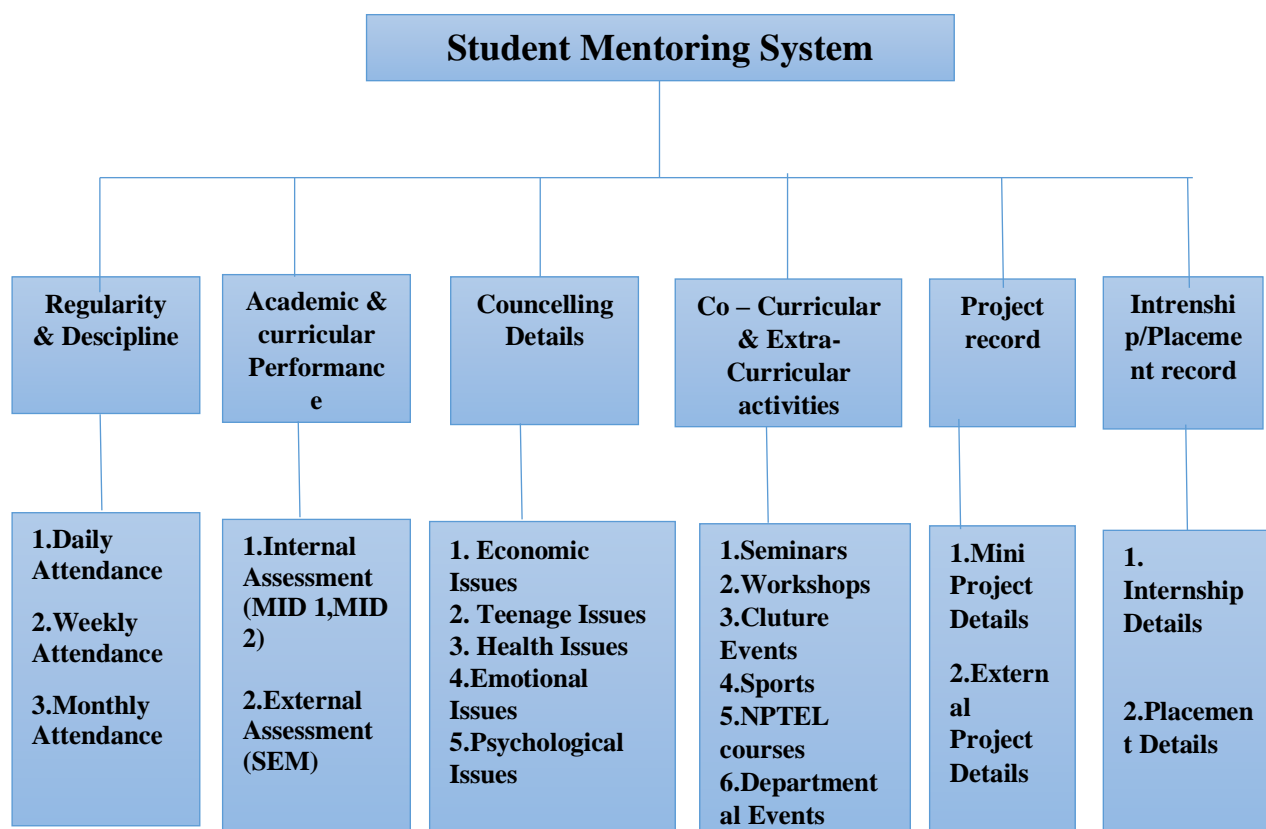 Student Mentoring System
Regularity
& Descipline
Academic &
curricular
Performanc
e
Councelling
Details
Co – Curricular
& Extra-
Curricular
activities
Project
record
Intrenshi
p/Placeme
nt record
1.Daily
Attendance
2.Weekly
Attendance
3.Monthly
Attendance
1.Internal
Assessment
(MID 1,MID
2)
2.External
Assessment
(SEM)
1. Economic
Issues
2. Teenage Issues
3. Health Issues
4.Emotional
Issues
5.Psychological
Issues
1.Seminars
2.Workshops
3.Cluture
Events
4.Sports
5.NPTEL
courses
6.Department
al Events
1.Mini
Project
Details
2.Extern
al
Project
Details
1.
Internship
Details
2.Placemen
t Details